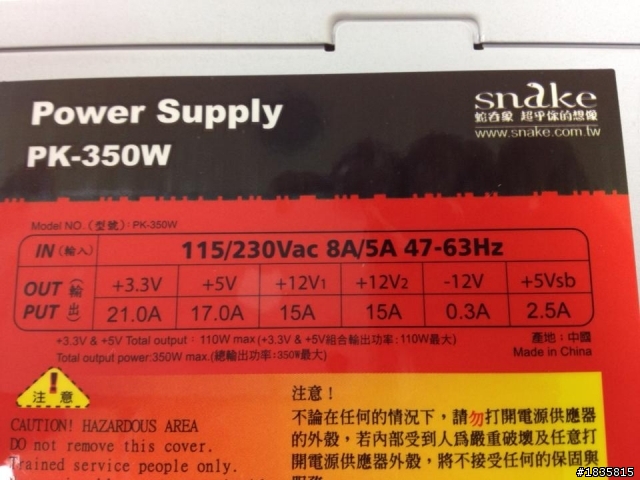 Power Supply
PK-350W
snake
蛇吞象 超乎你的想像
www.snake.com.tw
Model NO.(型號): PK-350W
IN (輸入) 115/230Vac 8A/5A 47-63Hz
OUT PUT (輸出) +3.3V +5V +12V1 +12V2 -12V +5Vsb
21.0A 17.0A 15A 15A 0.3A 2.5A
+3.3V & +5V Total output : 110W max (+3.3V & +5V組合輸出功率: 110W最大)
Total output power:350W max.(總輸出功率:350W最大)
產地: 中國
Made in China
注意
CAUTION! HAZARDOUS AREA
DO not remove this cover.
Trained service people only.
注意!
不論在任何的情況下, 請勿打開電源供應器
的外殼, 若內部受到人為嚴重破壞及任意打
開電源供應器外殼, 將不接受任何的保固與
#1835815